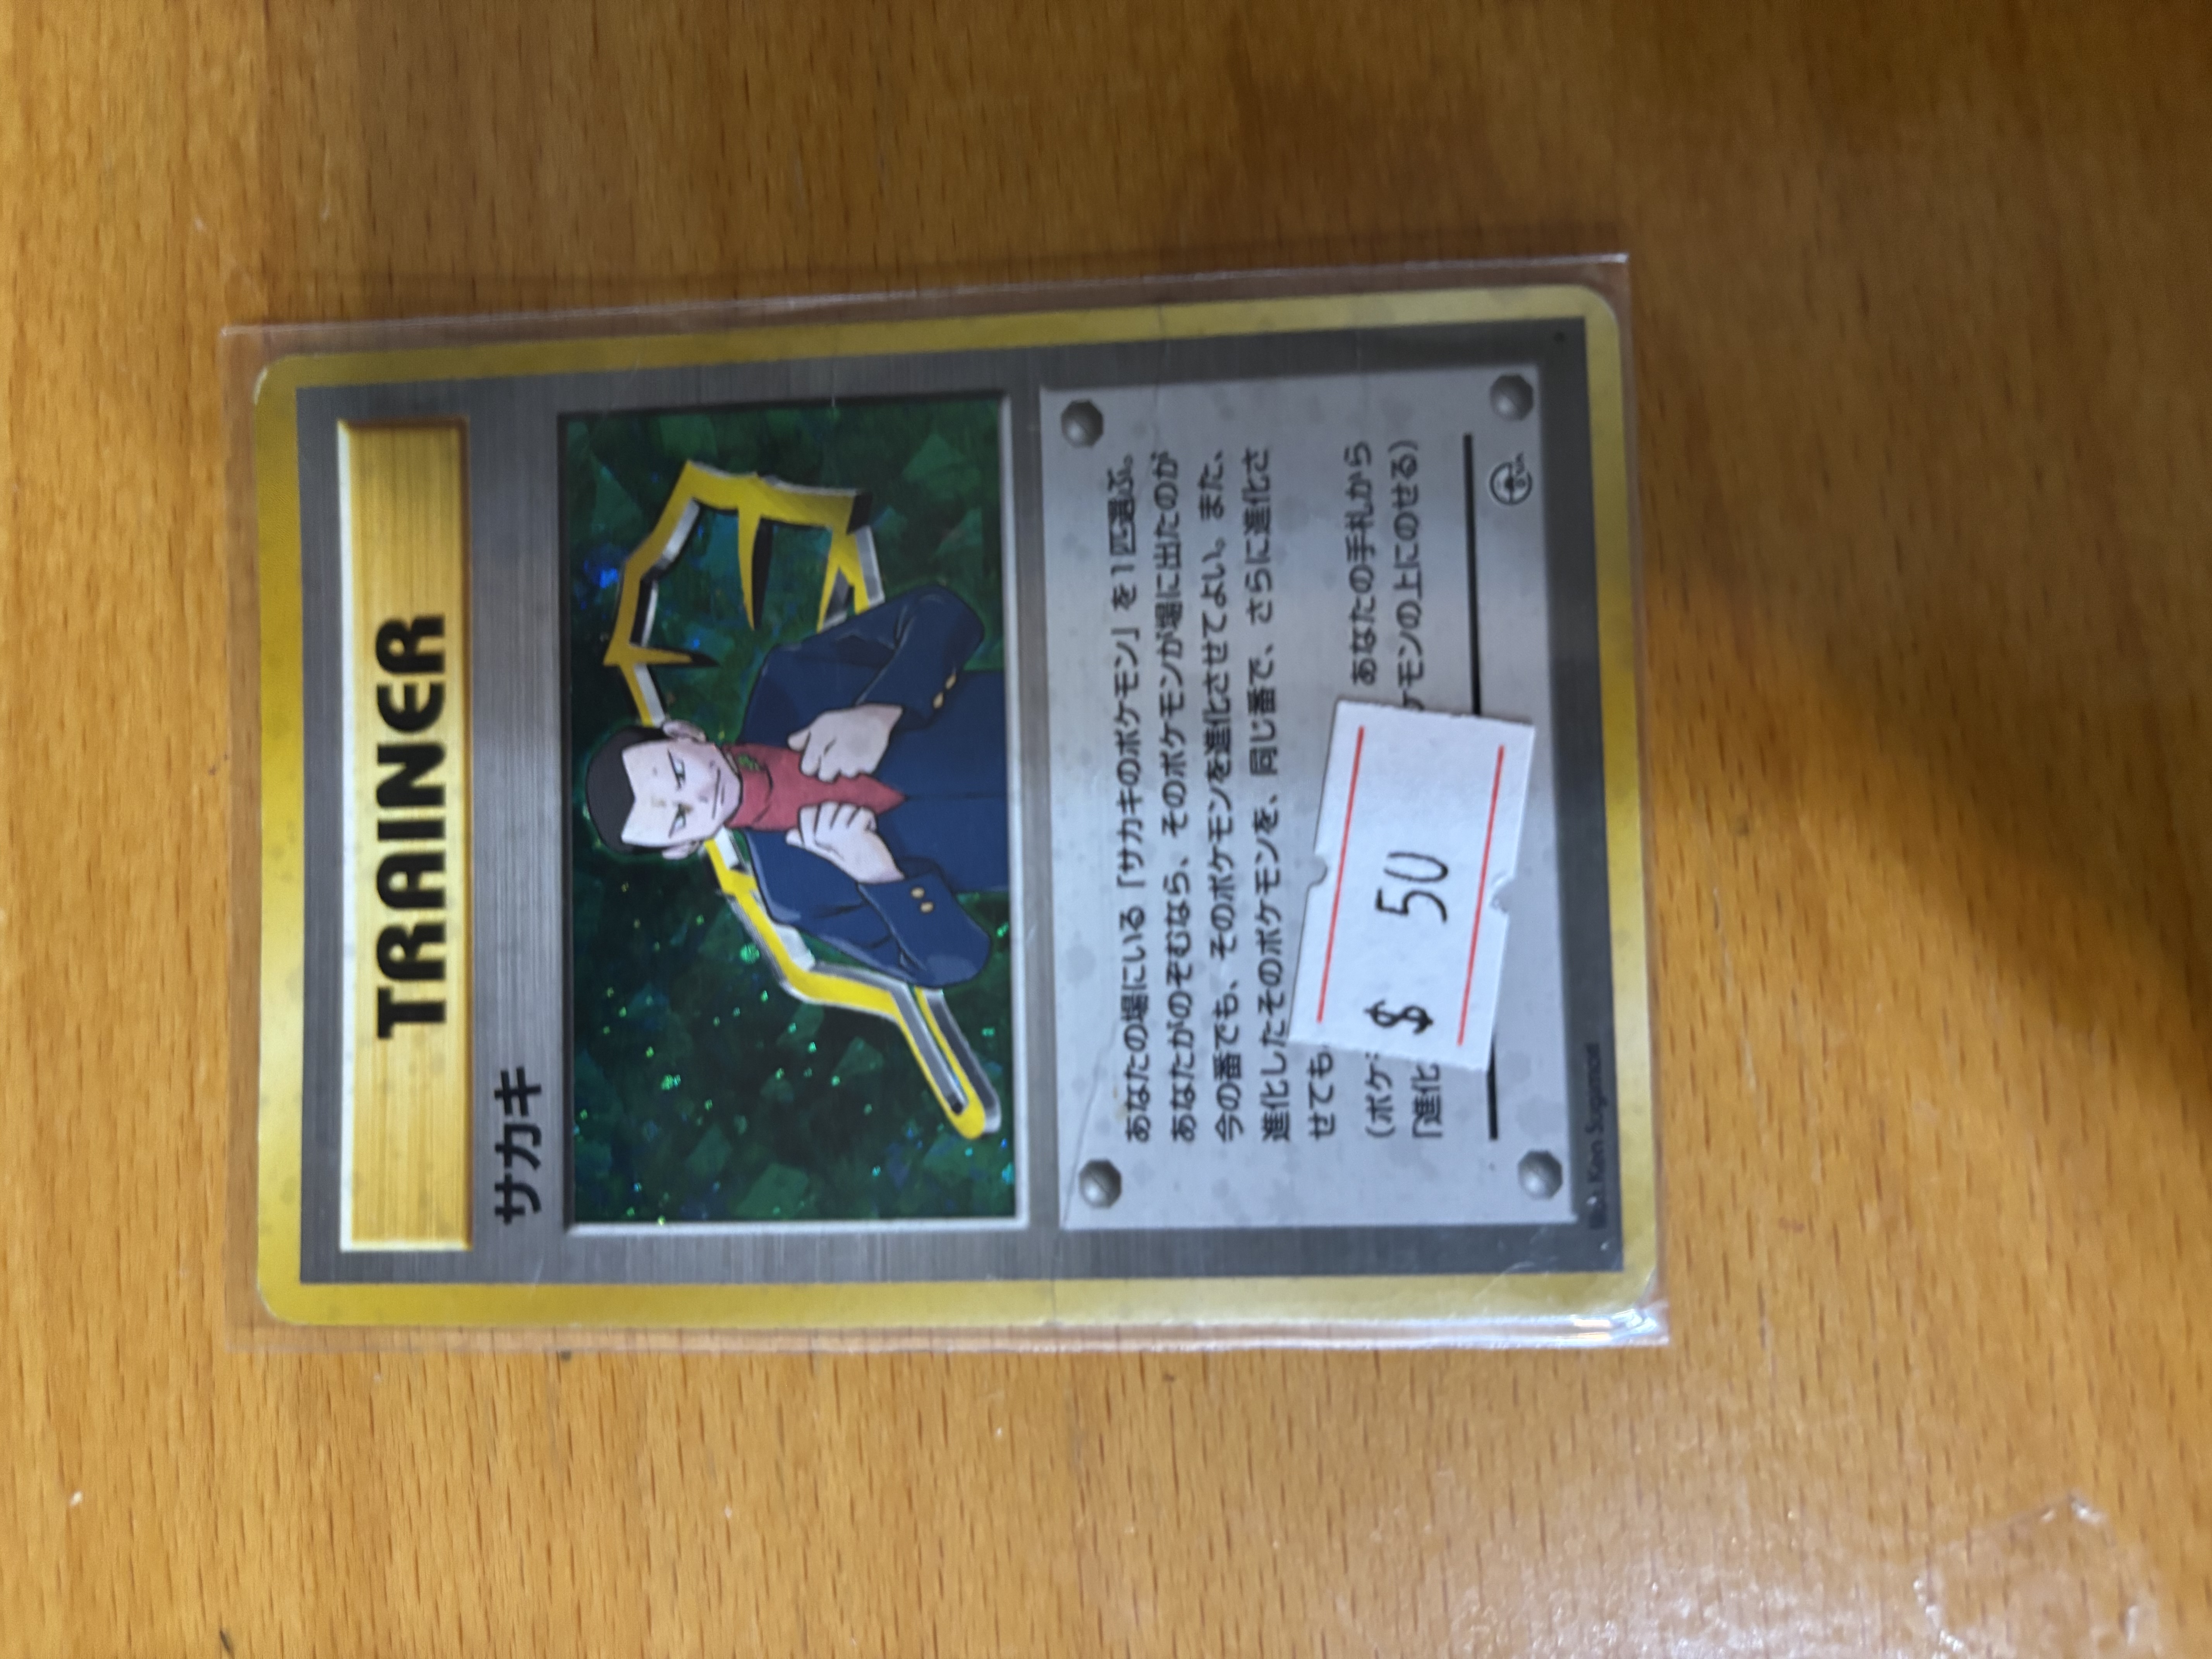 TRAINER
サカキ
あなたの場にいる「サカキのポケモン」を1匹選ぶ。
あなたがのぞむなら、そのポケモンが場に出たのが
今の番でも、そのポケモンを進化させてよい。また、
進化したそのポケモンを、同じ番で、さらに進化さ
せても
(ポケ あなたの手札から
「進化 ケモンの上にのせる)
$ 50
Ken Sugimori